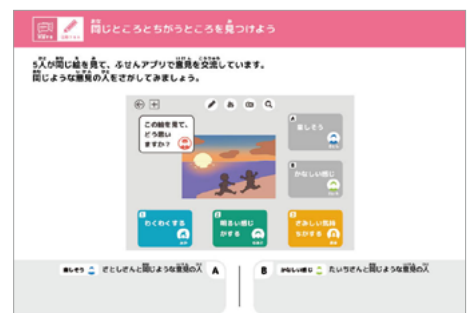 同じところとちがうところを見つけよう
5人が同じ絵を見て、ふせんアプリで意見を交流しています。
同じような意見の人をさがしてみましょう。
この絵を見て、
どう思い
ますか?
A
楽しそう
B
かなしい感じ
1
わくわくする
2
明るい感じ
がする
3
さみしい気持
ちがする
楽しそう さとしさんと同じような意見の人 A
B かなしい感じ たいちさんと同じような意見の人